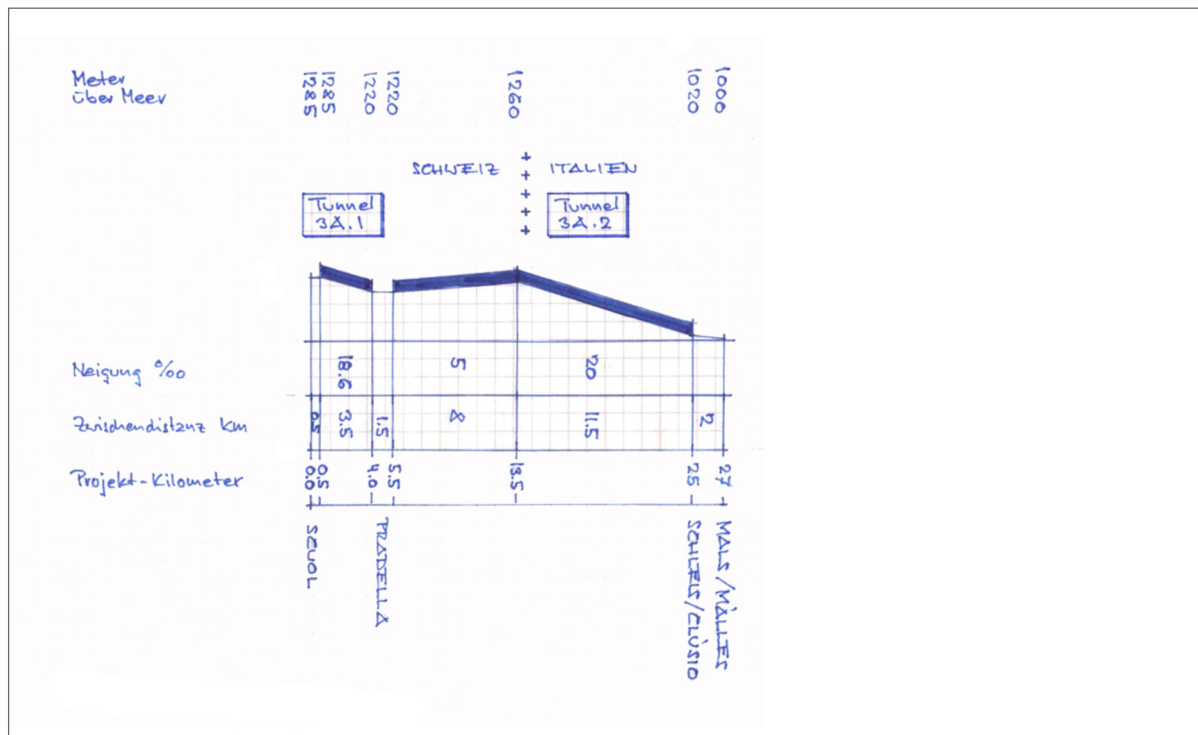 Meter
über Meer
1285
1285
1220
1220
1260
1020
1000
SCHWEIZ
ITALIEN
Tunnel
3A.1
Tunnel
3A.2
Neigung ‰
18.6
5
20
Zwischendistanz km
0.5
3.5
1.5
8
11.5
2
Projekt-Kilometer
0.0
0.5
4.0
5.5
13.5
25
27
SCUOL
PRADELLA
SCHLEIS/CLÚSIO
MALS/MÀLLES